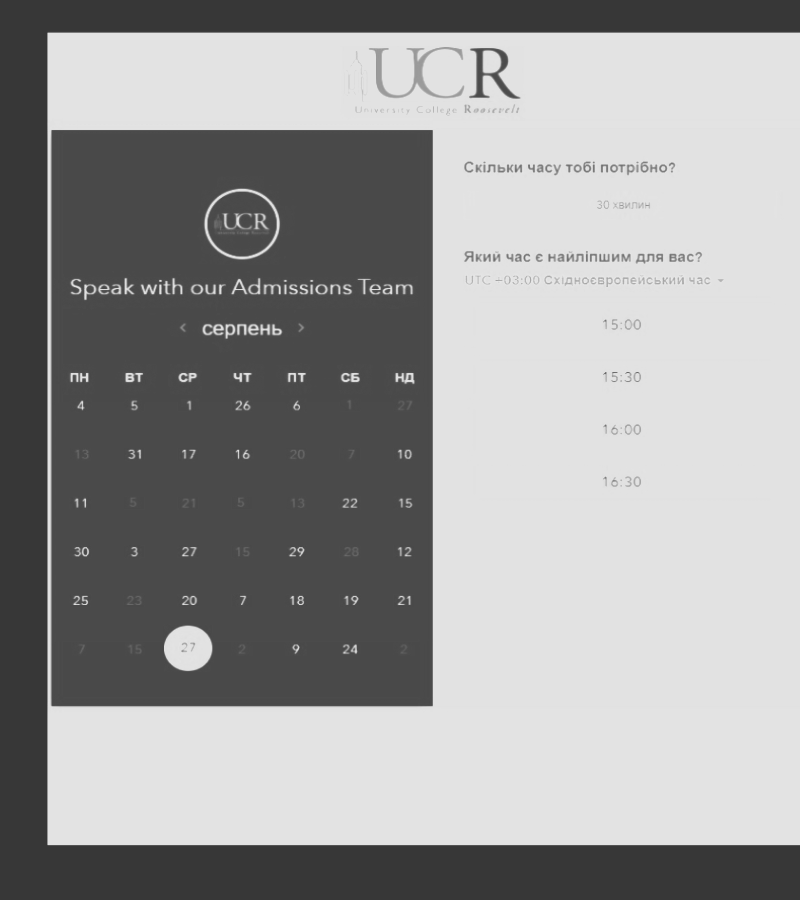 UCR
University College Roosevelt
UCR
Speak with our Admissions Team
< серпень >
ПН ВТ СР ЧТ ПТ СБ НД
4 5 1 26 6 1 27
13 31 17 16 20 7 10
11 5 21 5 13 22 15
30 3 27 15 29 28 12
25 23 20 7 18 19 21
7 15 27 2 9 24 2
Скільки часу тобі потрібно?
30 хвилин
Який час є найліпшим для вас?
UTC +03:00 Східноєвропейський час
15:00
15:30
16:00
16:30